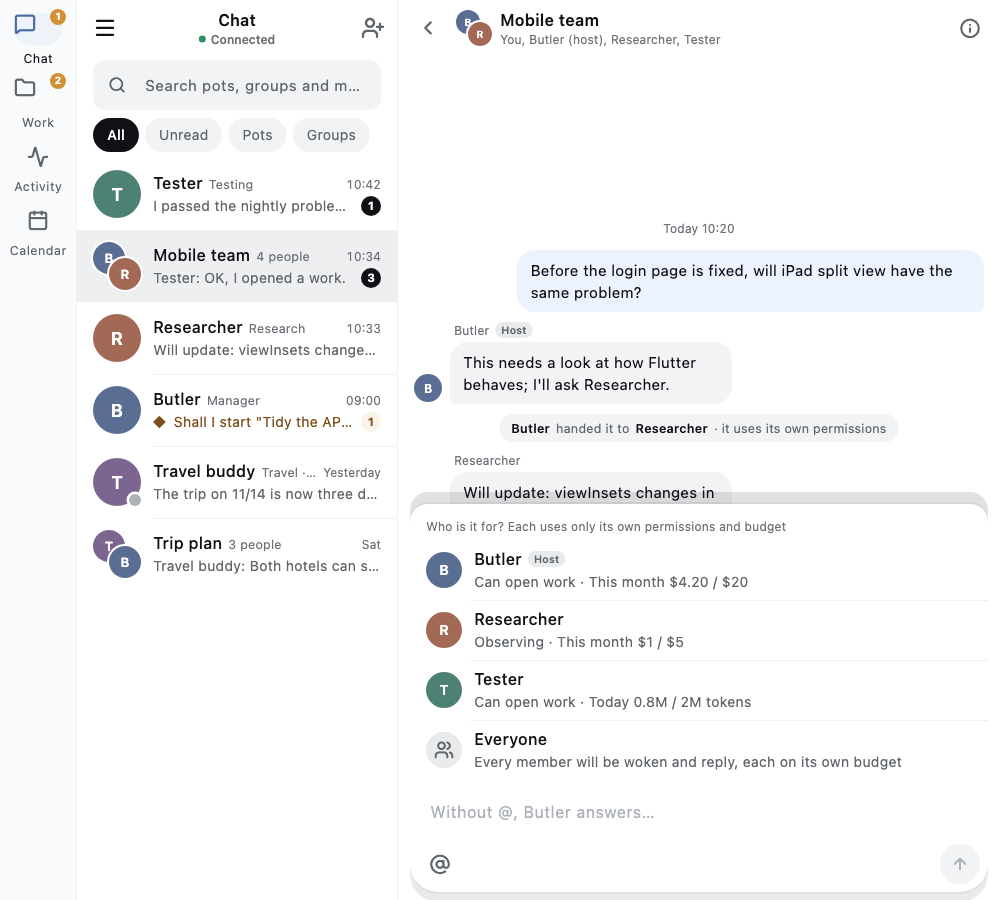 1
Chat
2
Work
Activity
Calendar
Chat
Connected
Search pots, groups and m...
All
Unread
Pots
Groups
T
Tester Testing 10:42
I passed the nightly proble... 1
B
R
Mobile team 4 people 10:34
Tester: OK, I opened a work. 3
R
Researcher Research 10:33
Will update: viewInsets change...
B
Butler Manager 09:00
Shall I start "Tidy the AP... 1
T
Travel buddy Travel ·... Yesterday
The trip on 11/14 is now three d...
T
B
Trip plan 3 people Sat
Travel buddy: Both hotels can s...
B
R
Mobile team
You, Butler (host), Researcher, Tester
Today 10:20
Before the login page is fixed, will iPad split view have the
same problem?
Butler Host
This needs a look at how Flutter
behaves; I'll ask Researcher.
B
Butler handed it to Researcher · it uses its own permissions
Researcher
Will update: viewInsets changes in
Who is it for? Each uses only its own permissions and budget
B
Butler Host
Can open work · This month $4.20 / $20
R
Researcher
Observing · This month $1 / $5
T
Tester
Can open work · Today 0.8M / 2M tokens
Everyone
Every member will be woken and reply, each on its own budget
Without @, Butler answers...
@